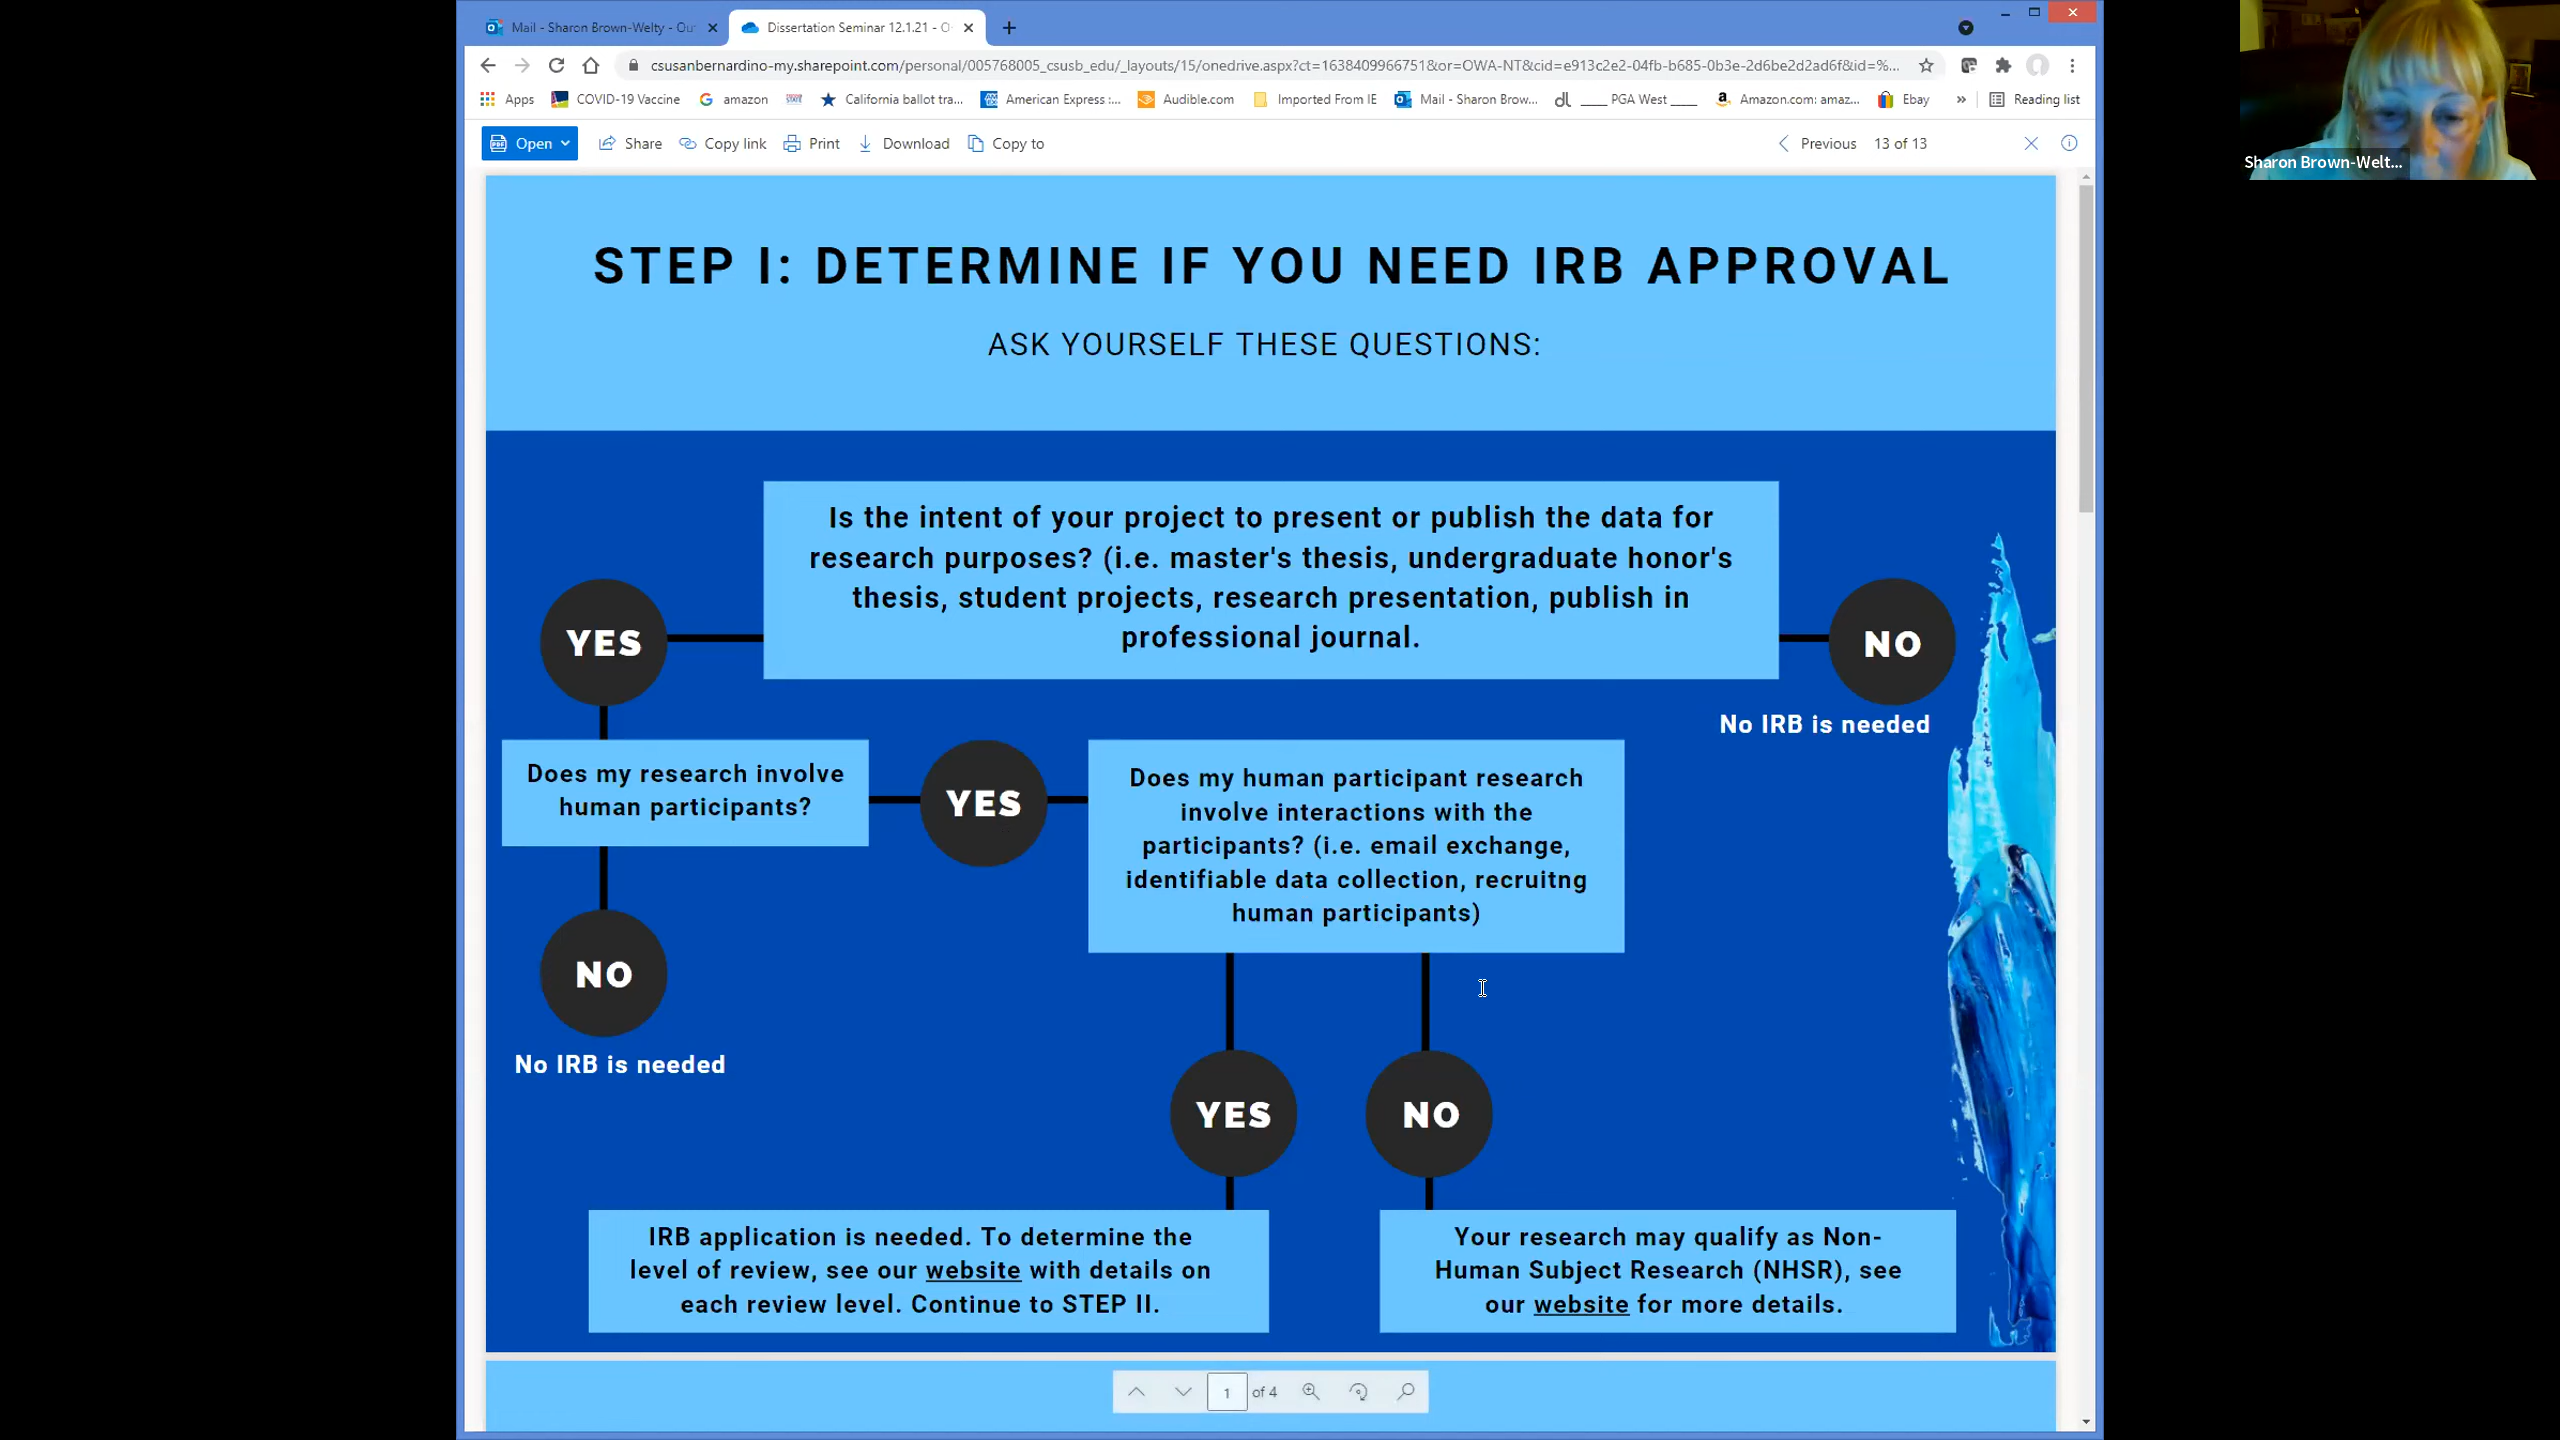 Mail - Sharon Brown-Welty - Ou
Dissertation Seminar 12.1.21 - O
csusanbernardino-my.sharepoint.com/personal/005768005_csusb_edu/_layouts/15/onedrive.aspx?ct=1638409966751&or=OWA-NT&cid=e913c2e2-04fb-b685-0b3e-2d6be2d2ad6f&id=%...
Apps
COVID-19 Vaccine
amazon
California ballot tra...
American Express :...
Audible.com
Imported From IE
Mail - Sharon Brow...
____ PGA West ____
Amazon.com: amaz...
Ebay
»
Reading list
Open
Share
Copy link
Print
Download
Copy to
Previous
13 of 13
Sharon Brown-Welt...
STEP I: DETERMINE IF YOU NEED IRB APPROVAL
ASK YOURSELF THESE QUESTIONS:
Is the intent of your project to present or publish the data for
research purposes? (i.e. master's thesis, undergraduate honor's
thesis, student projects, research presentation, publish in
professional journal.
YES
NO
No IRB is needed
Does my research involve
human participants?
YES
Does my human participant research
involve interactions with the
participants? (i.e. email exchange,
identifiable data collection, recruitng
human participants)
NO
No IRB is needed
YES
NO
IRB application is needed. To determine the
level of review, see our website with details on
each review level. Continue to STEP II.
Your research may qualify as Non-
Human Subject Research (NHSR), see
our website for more details.
1 of 4